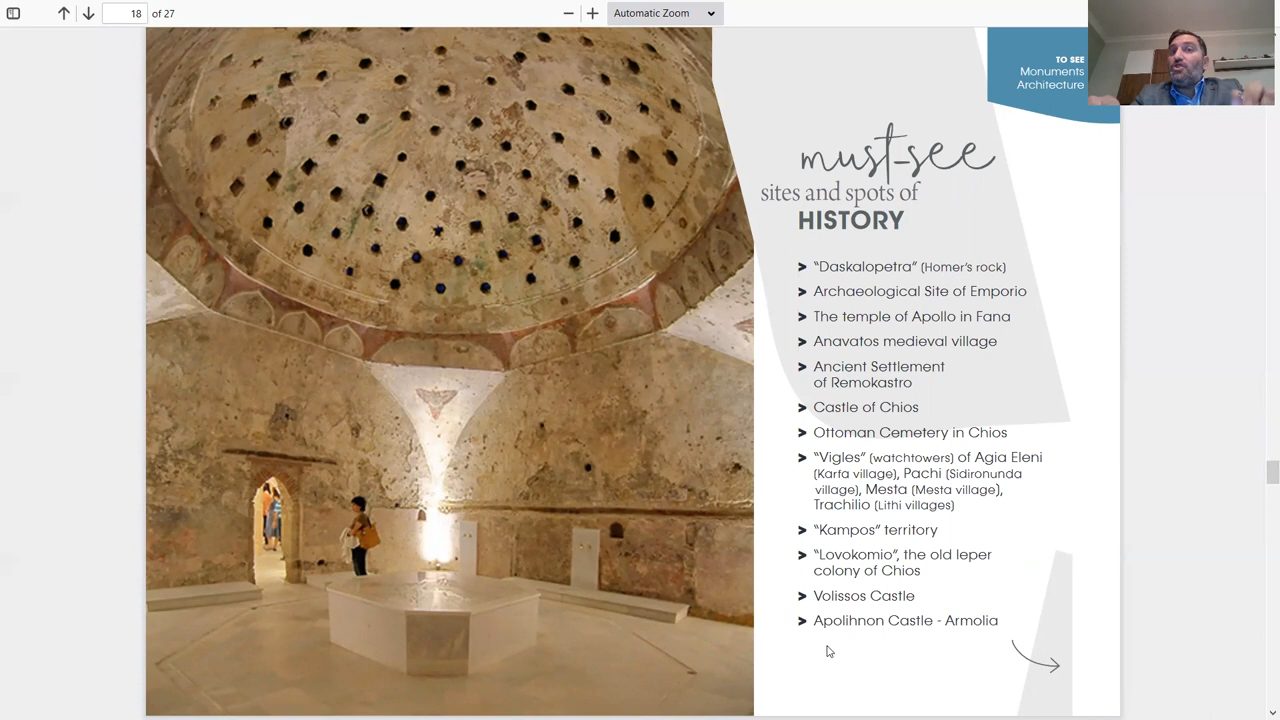 18 of 27
Automatic Zoom
TO SEE
Monuments
Architecture
must-see
sites and spots of
HISTORY
➤ “Daskalopetra” (Homer’s rock)
➤ Archaeological Site of Emporio
➤ The temple of Apollo in Fana
➤ Anavatos medieval village
➤ Ancient Settlement
of Remokastro
➤ Castle of Chios
➤ Ottoman Cemetery in Chios
➤ “Vigles” (watchtowers) of Agia Eleni
(Karfa village), Pachi (Sidirounda
village), Mesta (Mesta village),
Trachilio (Lithi villages)
➤ “Kampos” territory
➤ “Lovokomio”, the old leper
colony of Chios
➤ Volissos Castle
➤ Apolihnon Castle - Armolia